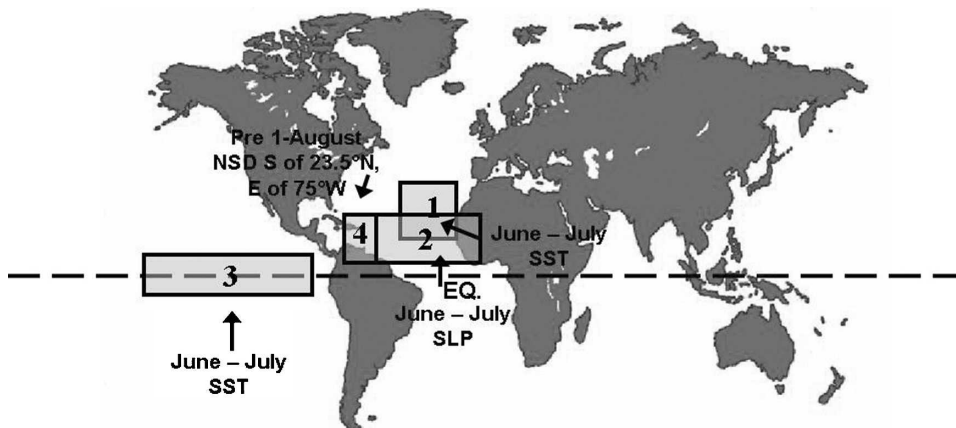 Pre 1-August
NSD S of 23.5°N,
E of 75°W
1
4
2
June – July
SST
3
EQ.
June – July
SLP
June – July
SST